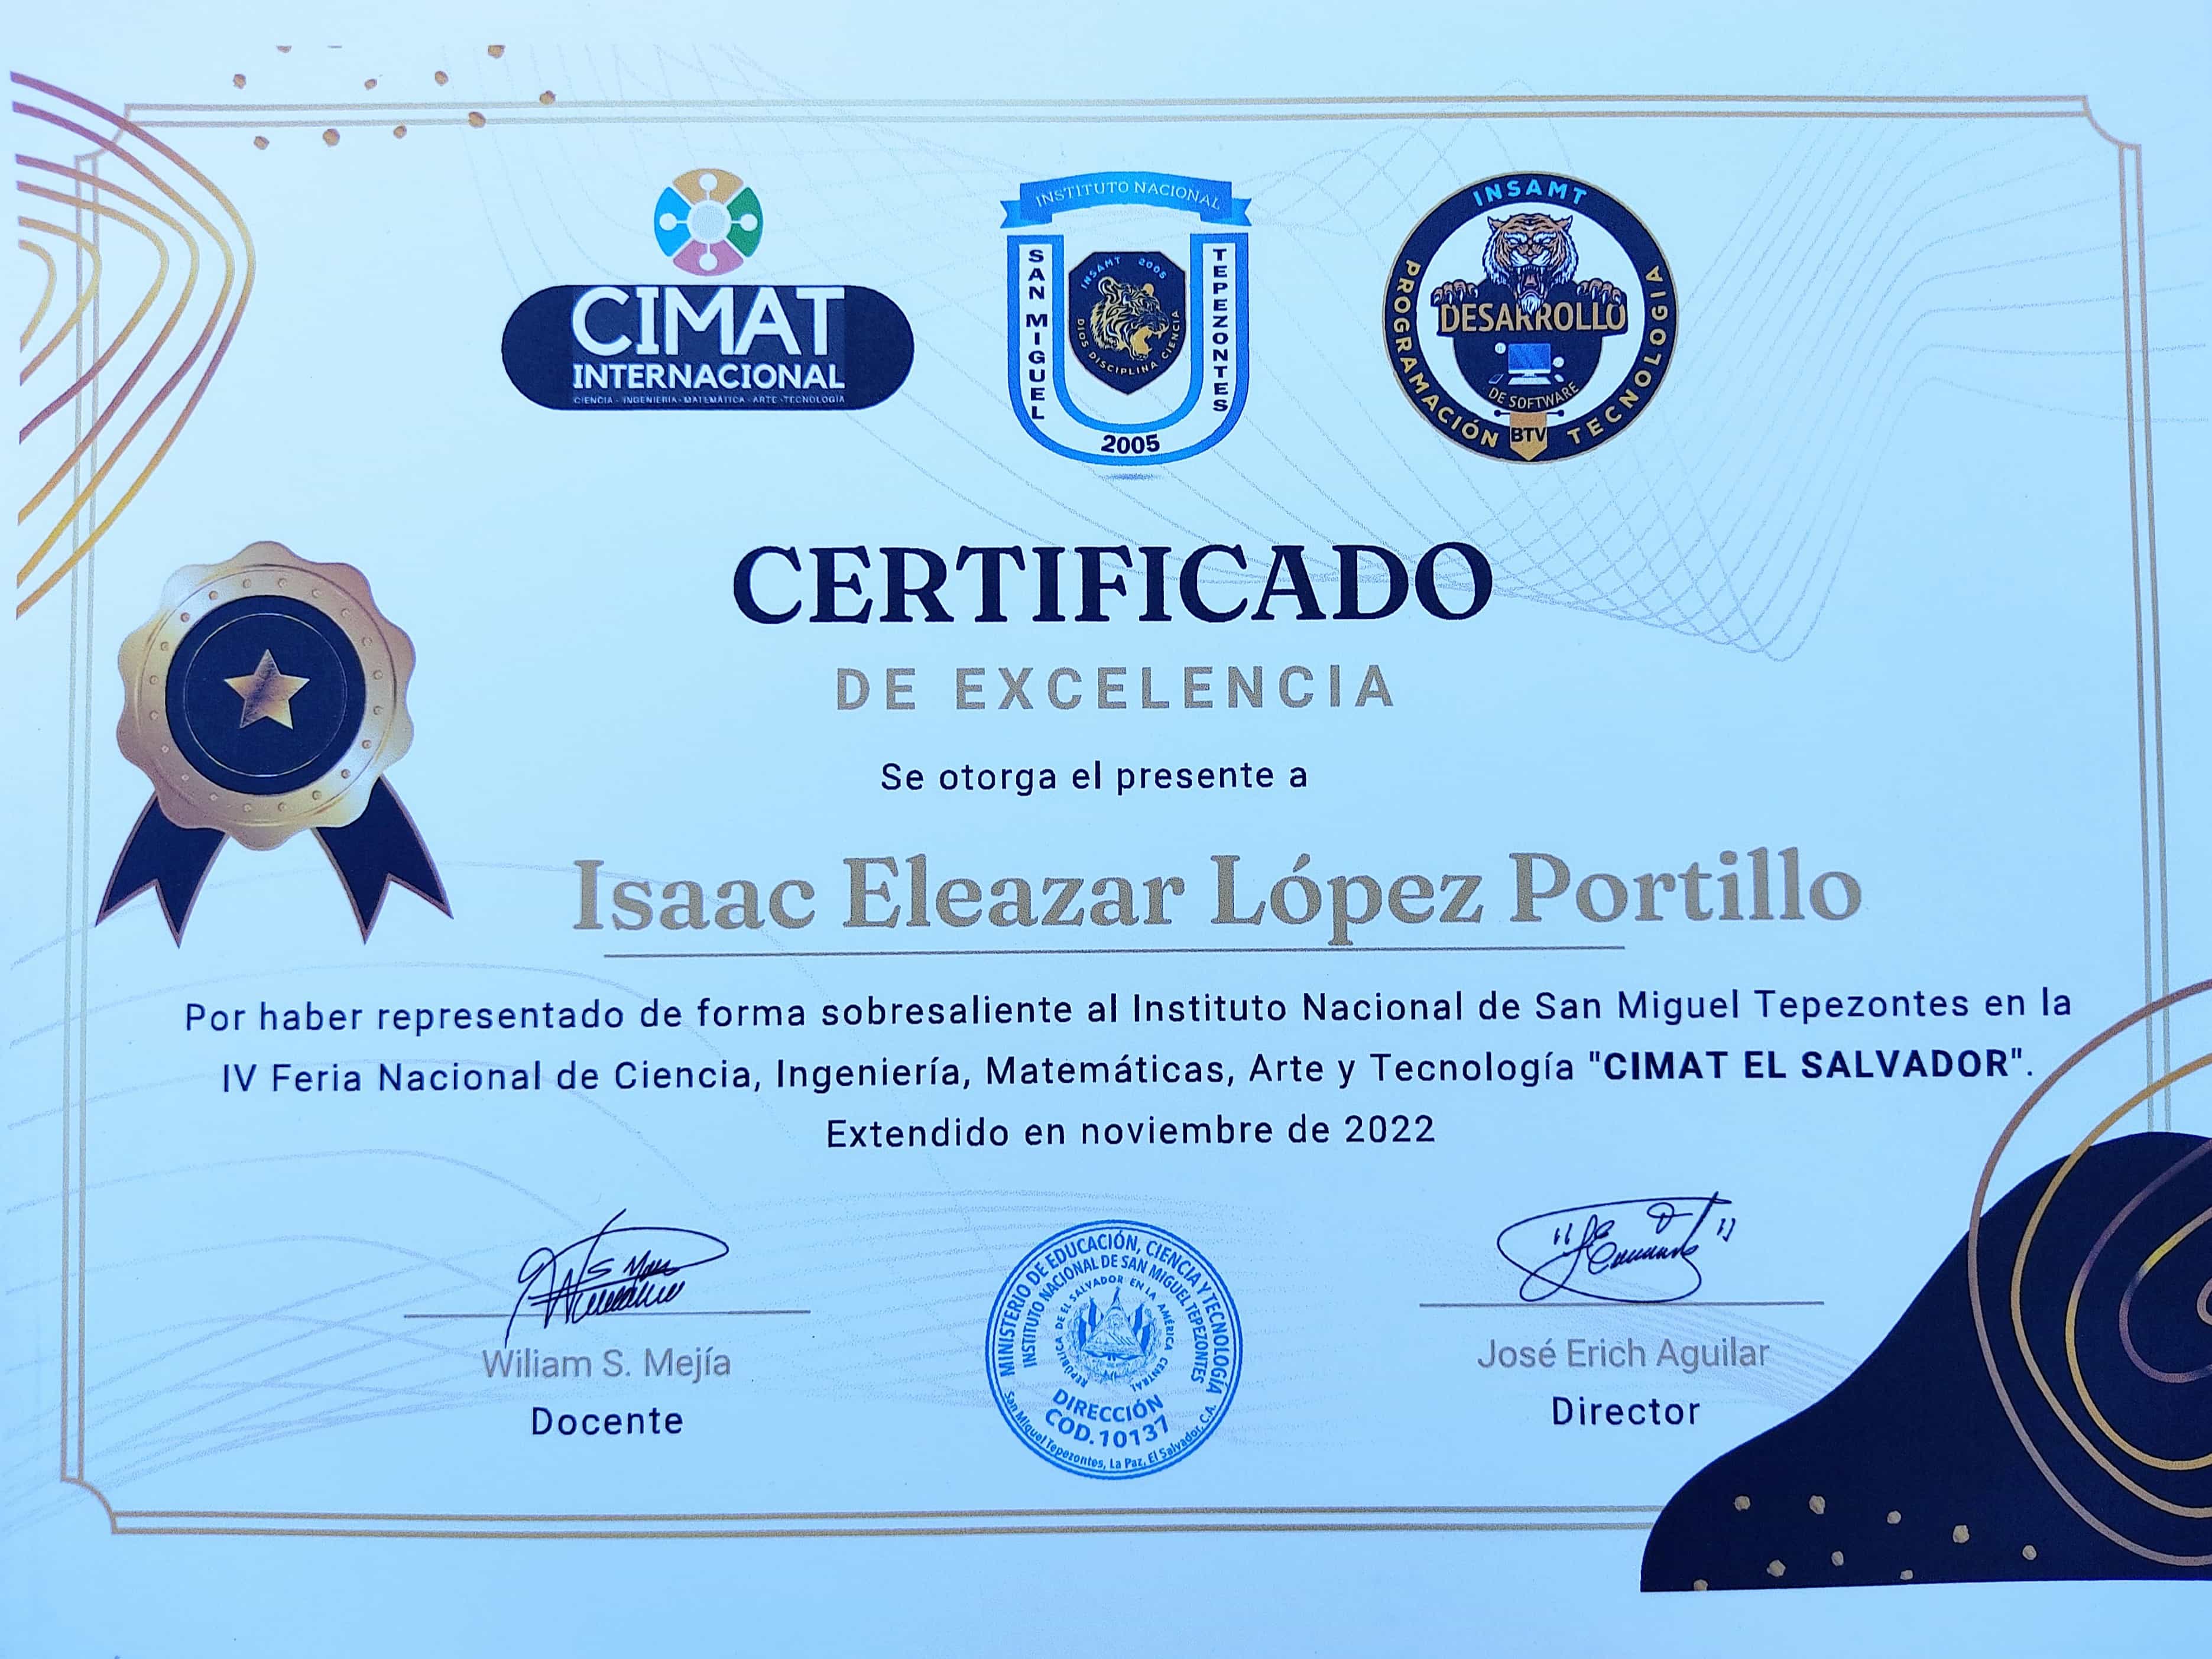 CIMAT
INTERNACIONAL
CIENCIA - INGENIERIA - MATEMÁTICA - ARTE - TECNOLOGÍA
INSTITUTO NACIONAL
SAN MIGUEL
TEPEZONTES
INSAMT 2005
DIOS DISCIPLINA CIENCIA
2005
INSAMT
PROGRAMACIÓN
TECNOLOGIA
DESARROLLO
DE SOFTWARE
BTV
CERTIFICADO
DE EXCELENCIA
Se otorga el presente a
Isaac Eleazar López Portillo
Por haber representado de forma sobresaliente al Instituto Nacional de San Miguel Tepezontes en la
IV Feria Nacional de Ciencia, Ingeniería, Matemáticas, Arte y Tecnología "CIMAT EL SALVADOR".
Extendido en noviembre de 2022
Wiliam S. Mejía
Docente
MINISTERIO DE EDUCACIÓN, CIENCIA Y TECNOLOGÍA
INSTITUTO NACIONAL DE SAN MIGUEL TEPEZONTES
REPÚBLICA DE EL SALVADOR EN LA AMÉRICA CENTRAL
DIRECCIÓN
COD. 10137
San Miguel Tepezontes, La Paz, El Salvador, C.A.
José Erich Aguilar
Director